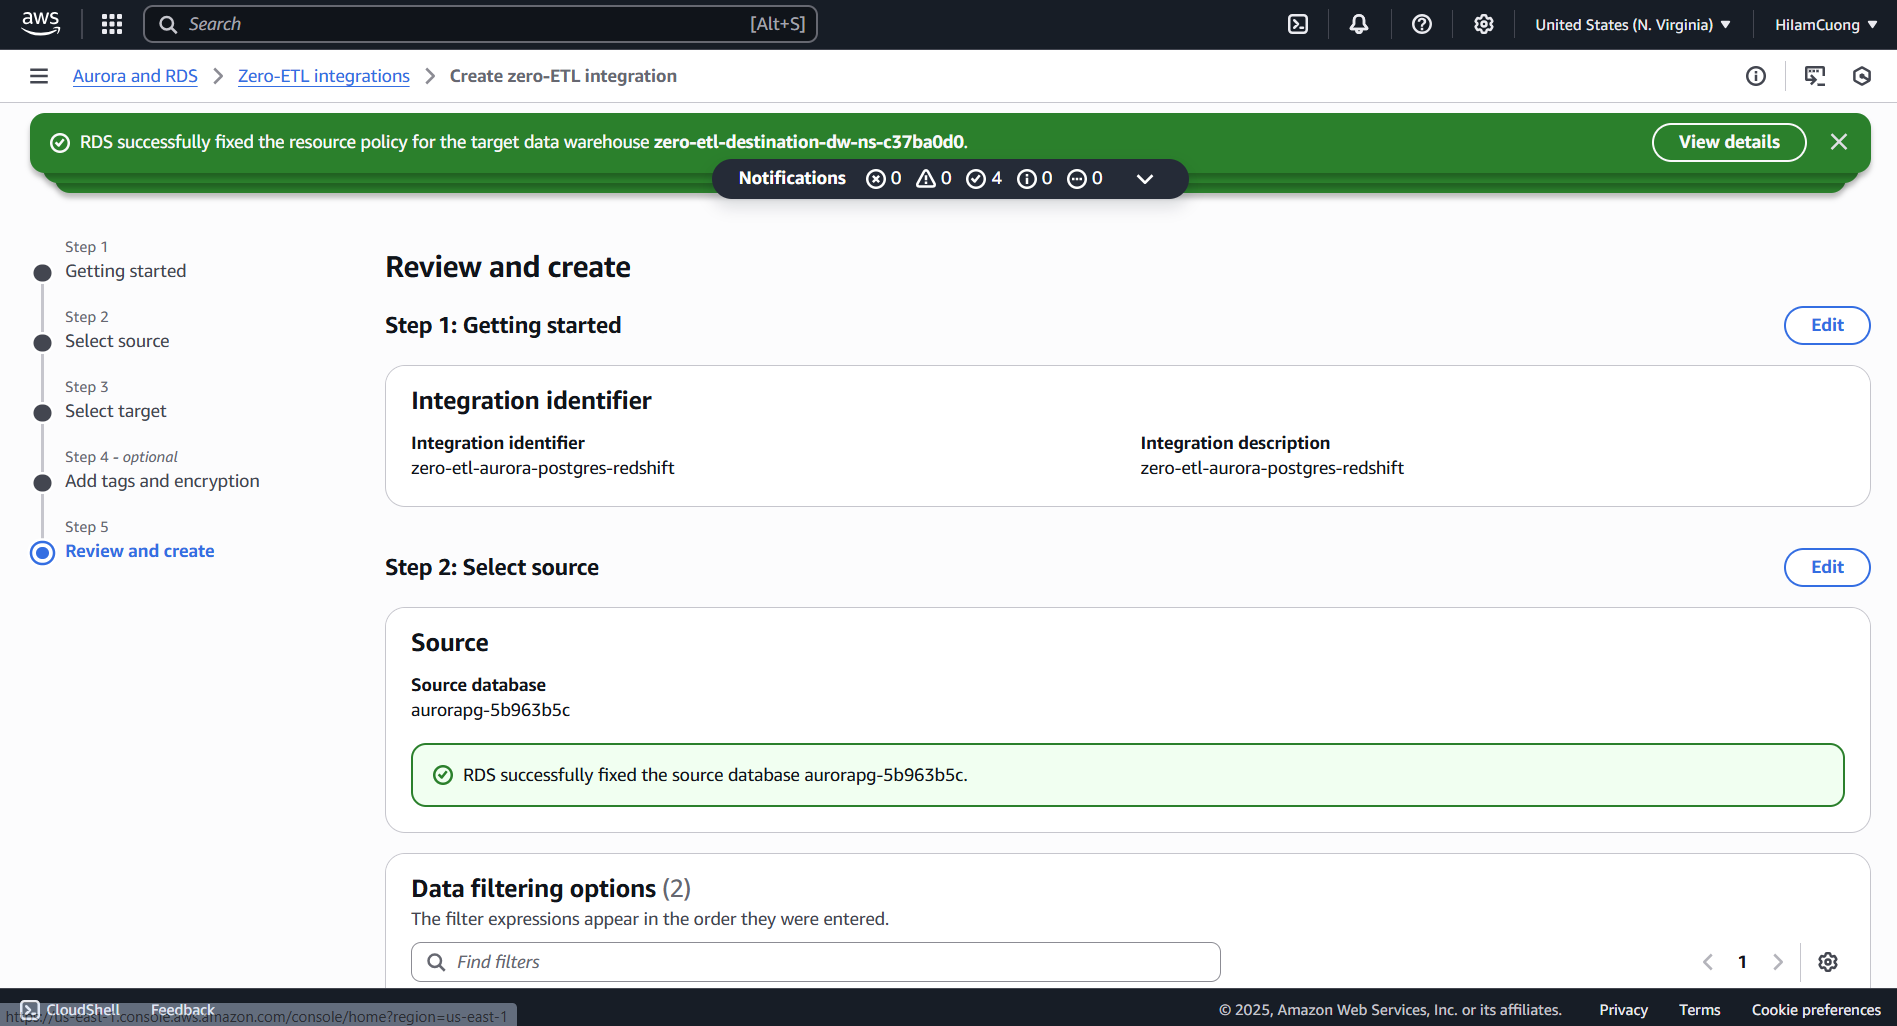 aws
Search [Alt+S]
United States (N. Virginia)
HilamCuong
Aurora and RDS > Zero-ETL integrations > Create zero-ETL integration
RDS successfully fixed the resource policy for the target data warehouse zero-etl-destination-dw-ns-c37ba0d0.
View details
Notifications 0 0 4 0 0
Step 1
Getting started
Step 2
Select source
Step 3
Select target
Step 4 - optional
Add tags and encryption
Step 5
Review and create
Review and create
Step 1: Getting started
Edit
Integration identifier
Integration identifier
zero-etl-aurora-postgres-redshift
Integration description
zero-etl-aurora-postgres-redshift
Step 2: Select source
Edit
Source
Source database
aurorapg-5b963b5c
RDS successfully fixed the source database aurorapg-5b963b5c.
Data filtering options (2)
The filter expressions appear in the order they were entered.
Find filters
1
CloudShell
Feedback
https://us-east-1.console.aws.amazon.com/console/home?region=us-east-1
© 2025, Amazon Web Services, Inc. or its affiliates.
Privacy
Terms
Cookie preferences